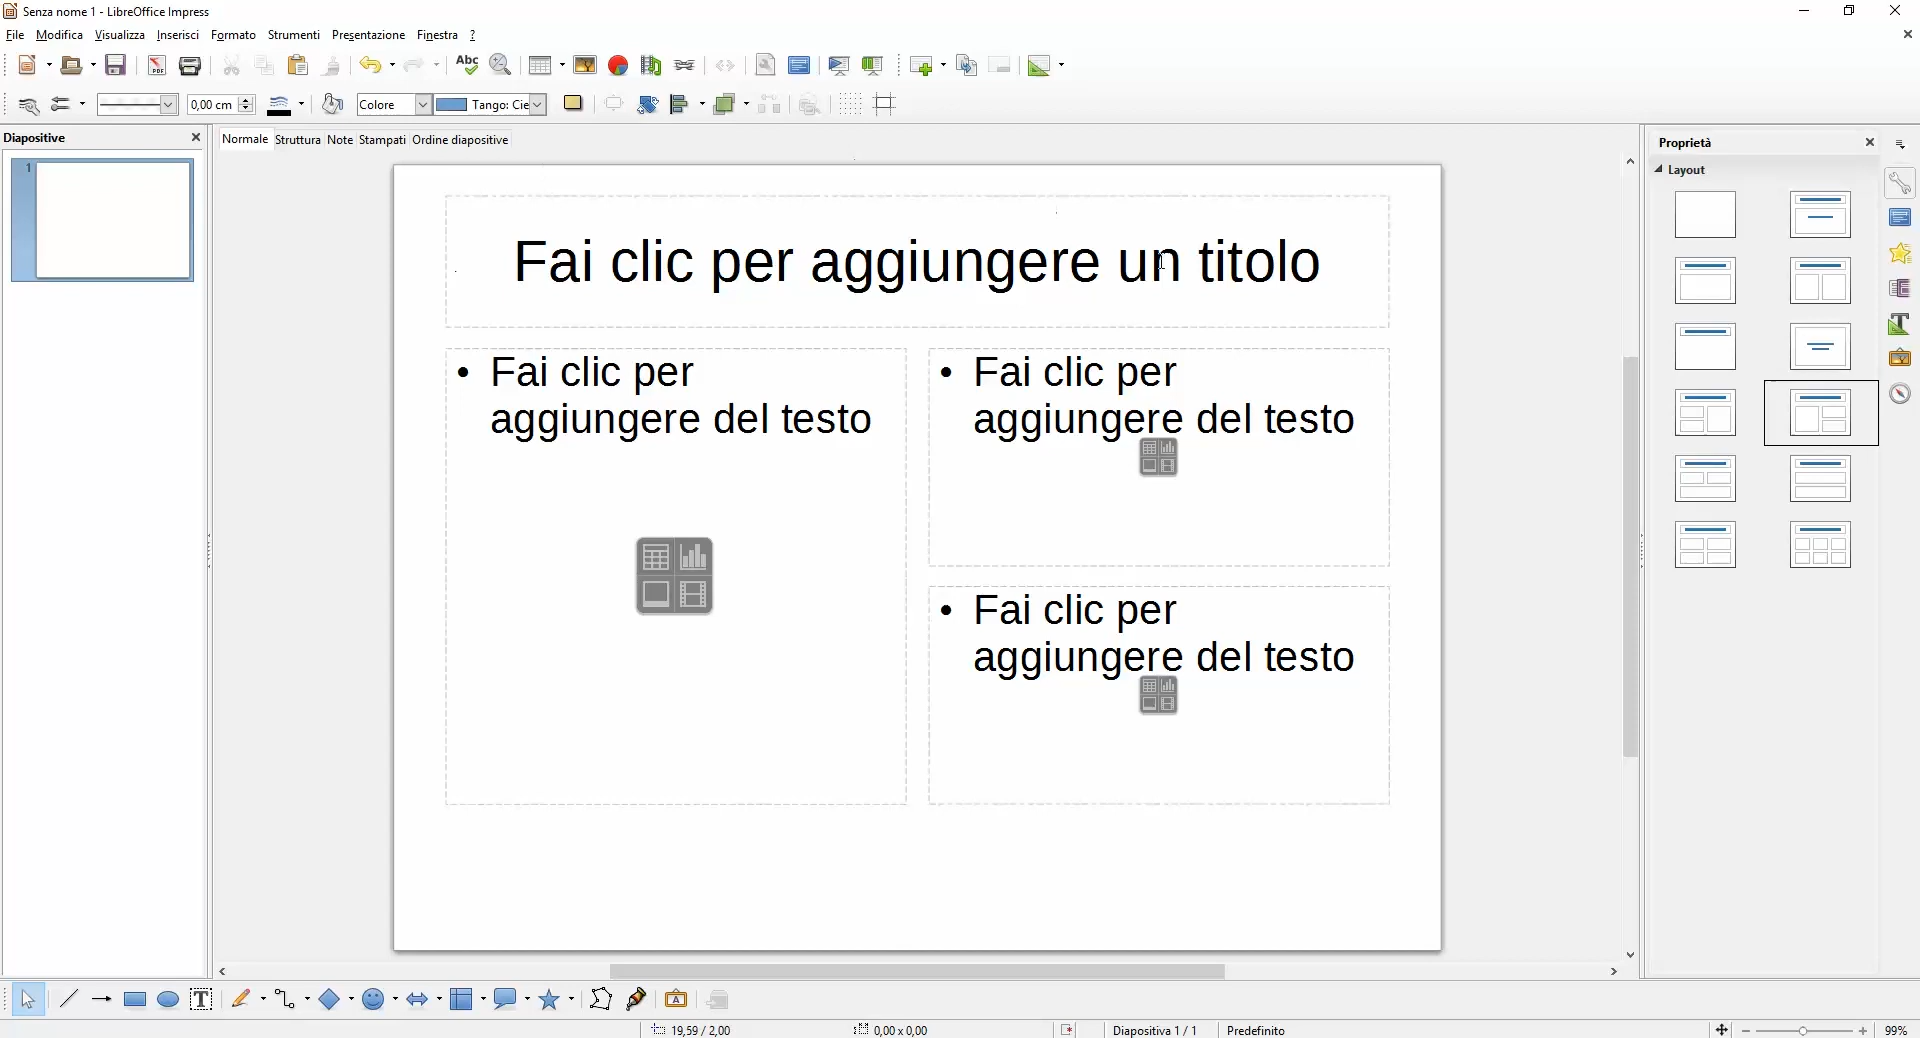 Senza nome 1 - LibreOffice Impress
File Modifica Visualizza Inserisci Formato Strumenti Presentazione Finestra ?
PDF Abc
0,00 cm Colore Tango: Cie
Diapositive
Normale Struttura Note Stampati Ordine diapositive
Proprietà
Layout
1
Fai clic per aggiungere un titolo
• Fai clic per
aggiungere del testo
• Fai clic per
aggiungere del testo
• Fai clic per
aggiungere del testo
T
A
19,59 / 2,00 0,00 x 0,00 Diapositiva 1 / 1 Predefinito 99%